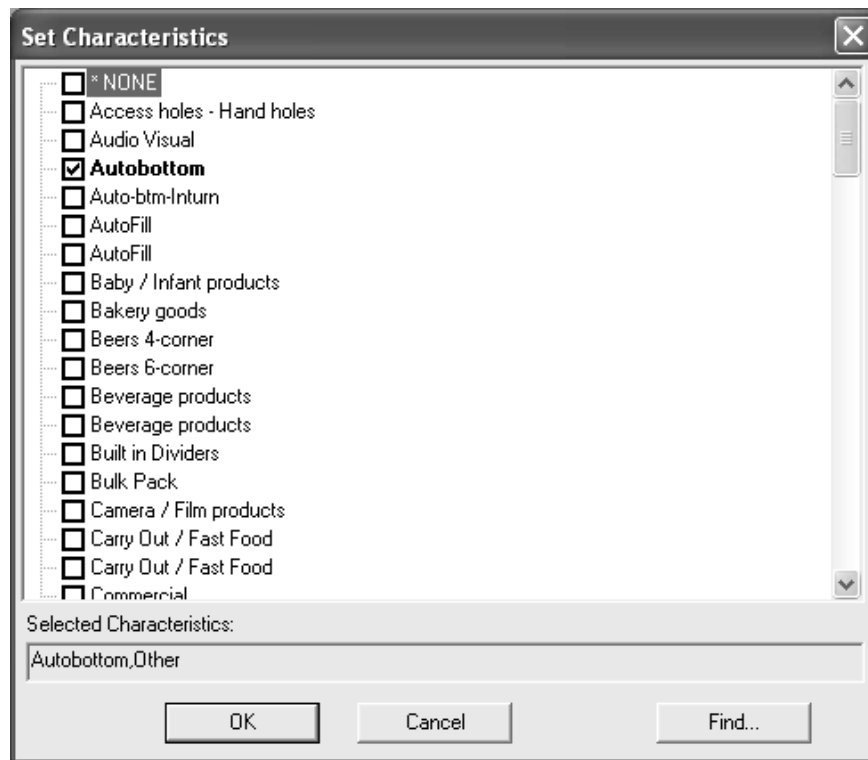 Set Characteristics
* NONE
Access holes - Hand holes
Audio Visual
Autobottom
Auto-btm-Inturn
AutoFill
AutoFill
Baby / Infant products
Bakery goods
Beers 4-corner
Beers 6-corner
Beverage products
Beverage products
Built in Dividers
Bulk Pack
Camera / Film products
Carry Out / Fast Food
Carry Out / Fast Food
Commercial
Selected Characteristics:
Autobottom,Other
OK Cancel Find...